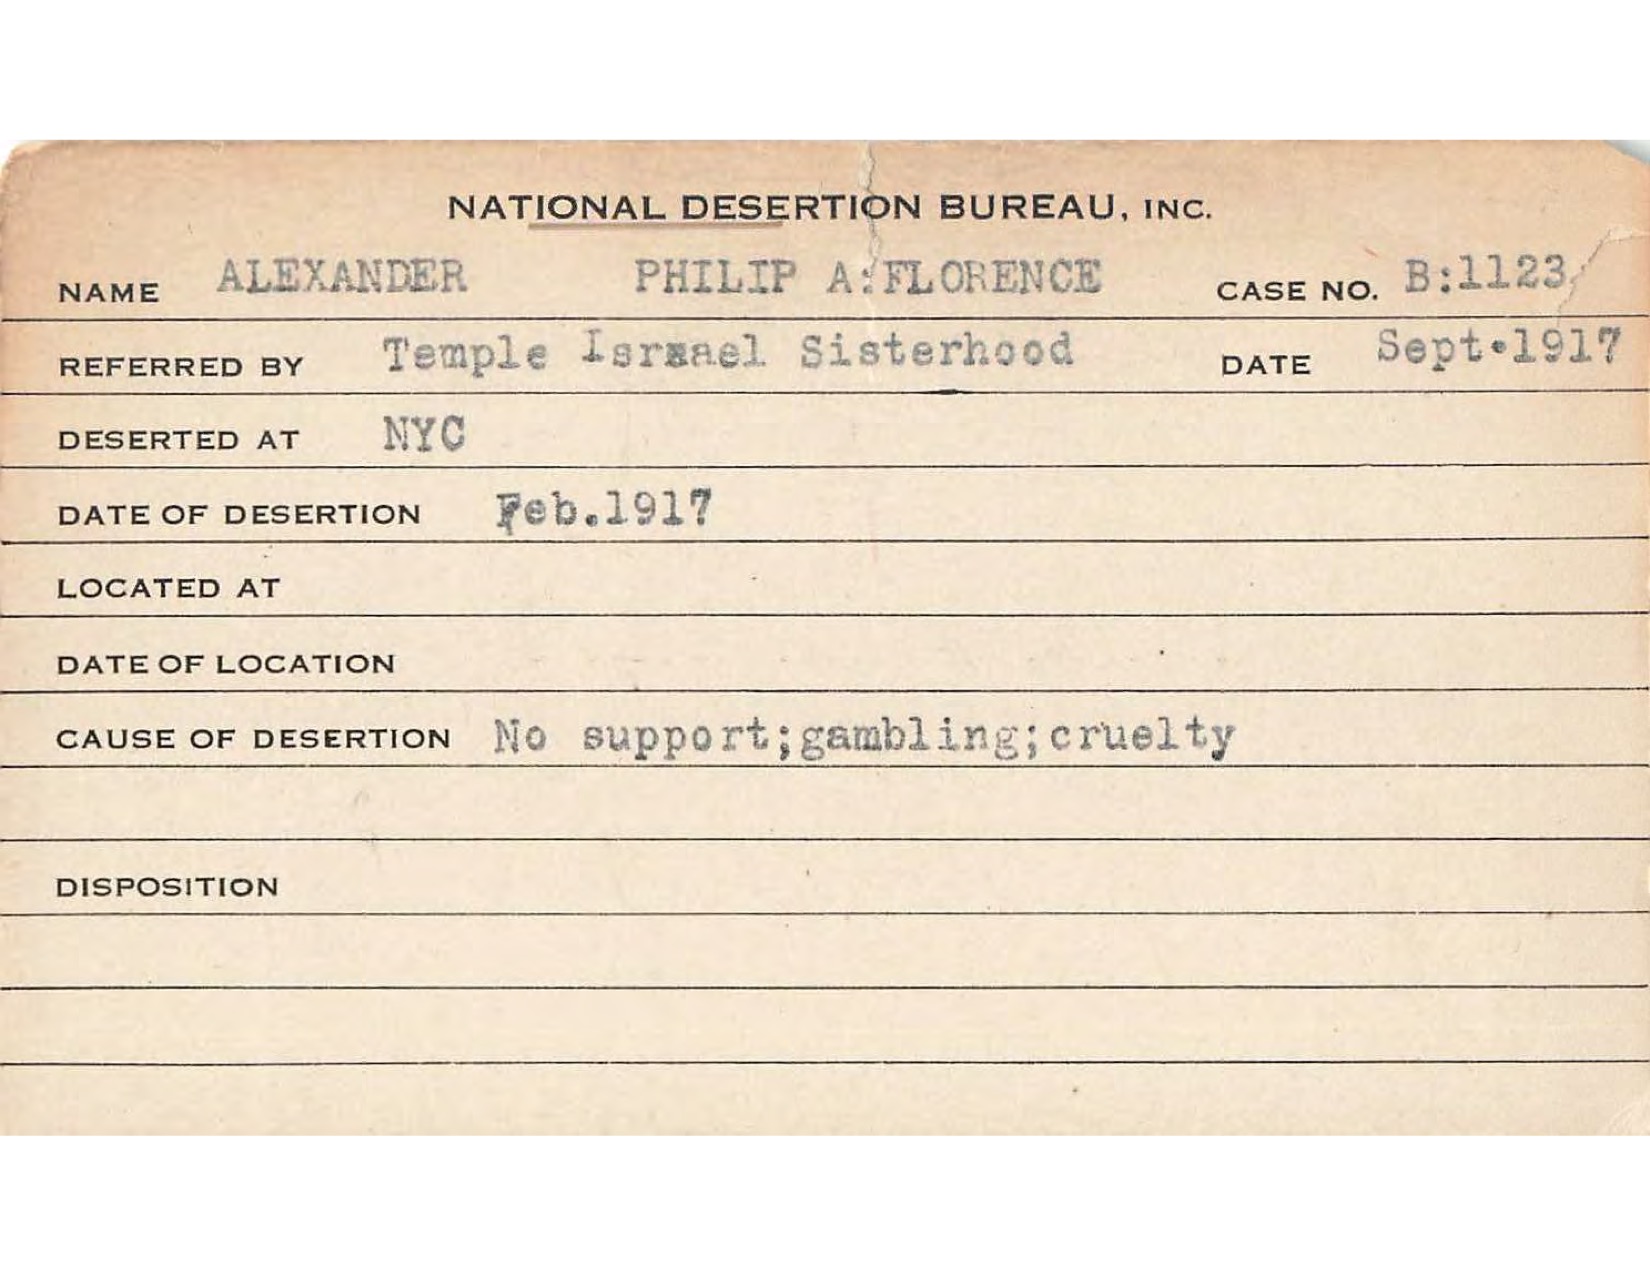 NATIONAL DESERTION BUREAU, INC.
NAME ALEXANDER PHILIP A:FLORENCE CASE NO. B:1123
REFERRED BY Temple Isrmael Sisterhood DATE Sept.1917
DESERTED AT NYC
DATE OF DESERTION Feb.1917
LOCATED AT
DATE OF LOCATION
CAUSE OF DESERTION No support;gambling;cruelty
DISPOSITION